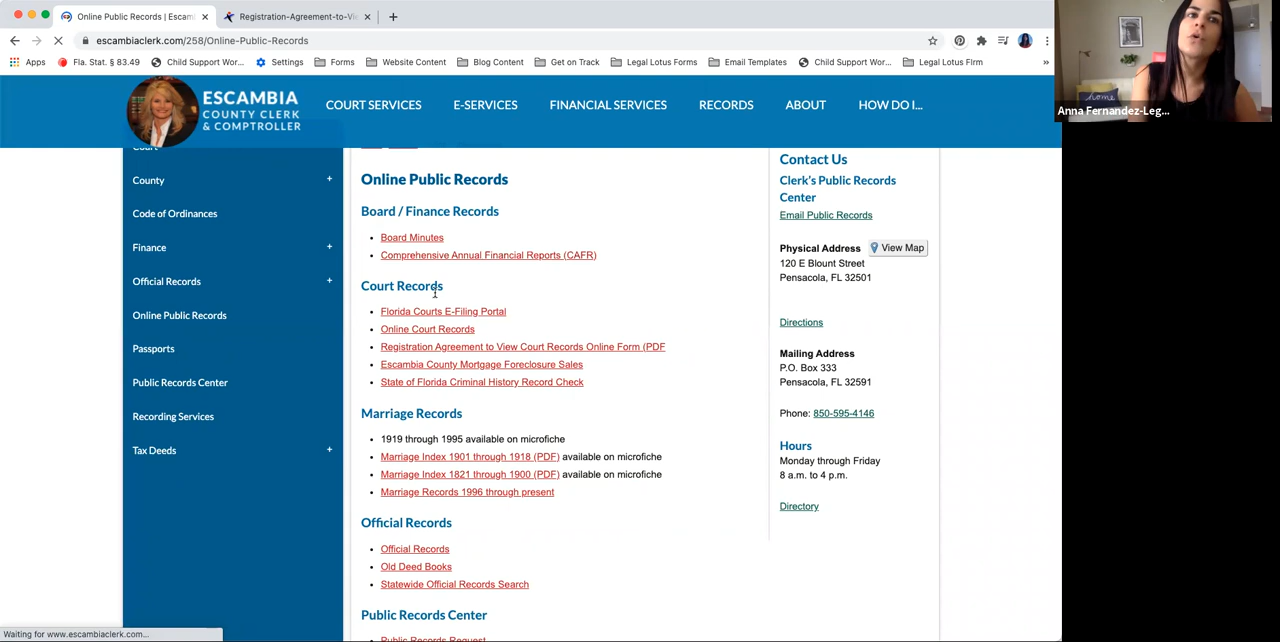 Online Public Records | Escam
Registration-Agreement-to-Vi
escambiaclerk.com/258/Online-Public-Records
Apps
Fla. Stat. § 83.49
Child Support Wor...
Settings
Forms
Website Content
Blog Content
Get on Track
Legal Lotus Forms
Email Templates
Child Support Wor...
Legal Lotus FIrm
»
ESCAMBIA
COUNTY CLERK
& COMPTROLLER
COURT SERVICES
E-SERVICES
FINANCIAL SERVICES
RECORDS
ABOUT
HOW DO I...
home
Anna Fernandez-Leg...
Court
County +
Code of Ordinances
Finance +
Official Records +
Online Public Records
Passports
Public Records Center
Recording Services
Tax Deeds +
Online Public Records
Board / Finance Records
• Board Minutes
• Comprehensive Annual Financial Reports (CAFR)
Court Records
• Florida Courts E-Filing Portal
• Online Court Records
• Registration Agreement to View Court Records Online Form (PDF
• Escambia County Mortgage Foreclosure Sales
• State of Florida Criminal History Record Check
Marriage Records
• 1919 through 1995 available on microfiche
• Marriage Index 1901 through 1918 (PDF) available on microfiche
• Marriage Index 1821 through 1900 (PDF) available on microfiche
• Marriage Records 1996 through present
Official Records
• Official Records
• Old Deed Books
• Statewide Official Records Search
Public Records Center
• Public Records Request
Contact Us
Clerk's Public Records
Center
Email Public Records
Physical Address View Map
120 E Blount Street
Pensacola, FL 32501
Directions
Mailing Address
P.O. Box 333
Pensacola, FL 32591
Phone: 850-595-4146
Hours
Monday through Friday
8 a.m. to 4 p.m.
Directory
Waiting for www.escambiaclerk.com...